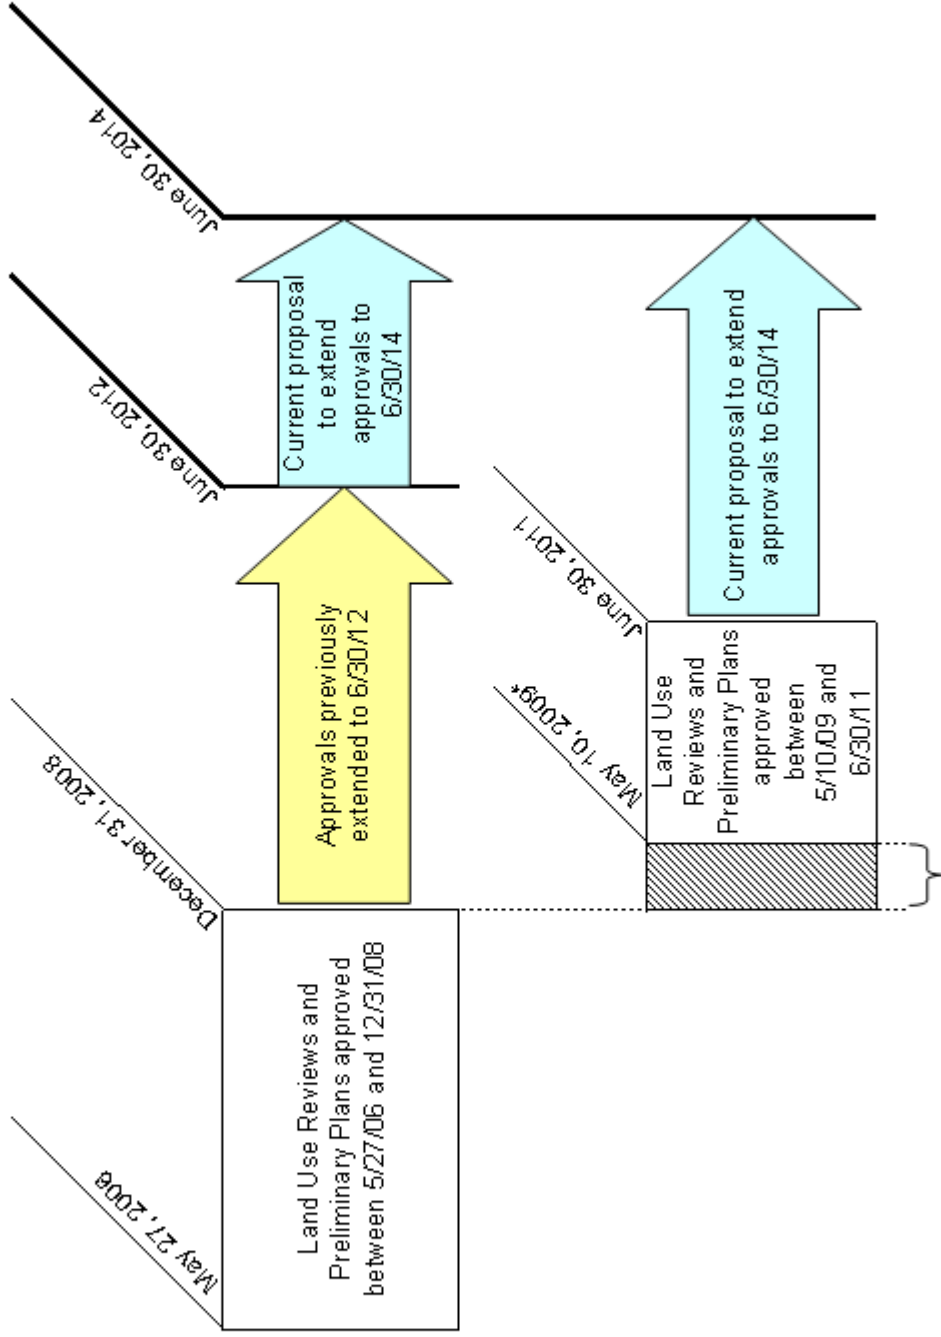 May 27, 2006
December 31, 2008
June 30, 2012
June 30, 2014
Land Use Reviews and
Preliminary Plans approved
between 5/27/06 and 12/31/08
Approvals previously
extended to 6/30/12
Current proposal
to extend
approvals to
6/30/14
May 10, 2009*
June 30, 2011
Land Use
Reviews and
Preliminary Plans
approved
between
5/10/09 and
6/30/11
Current proposal to extend
approvals to 6/30/14